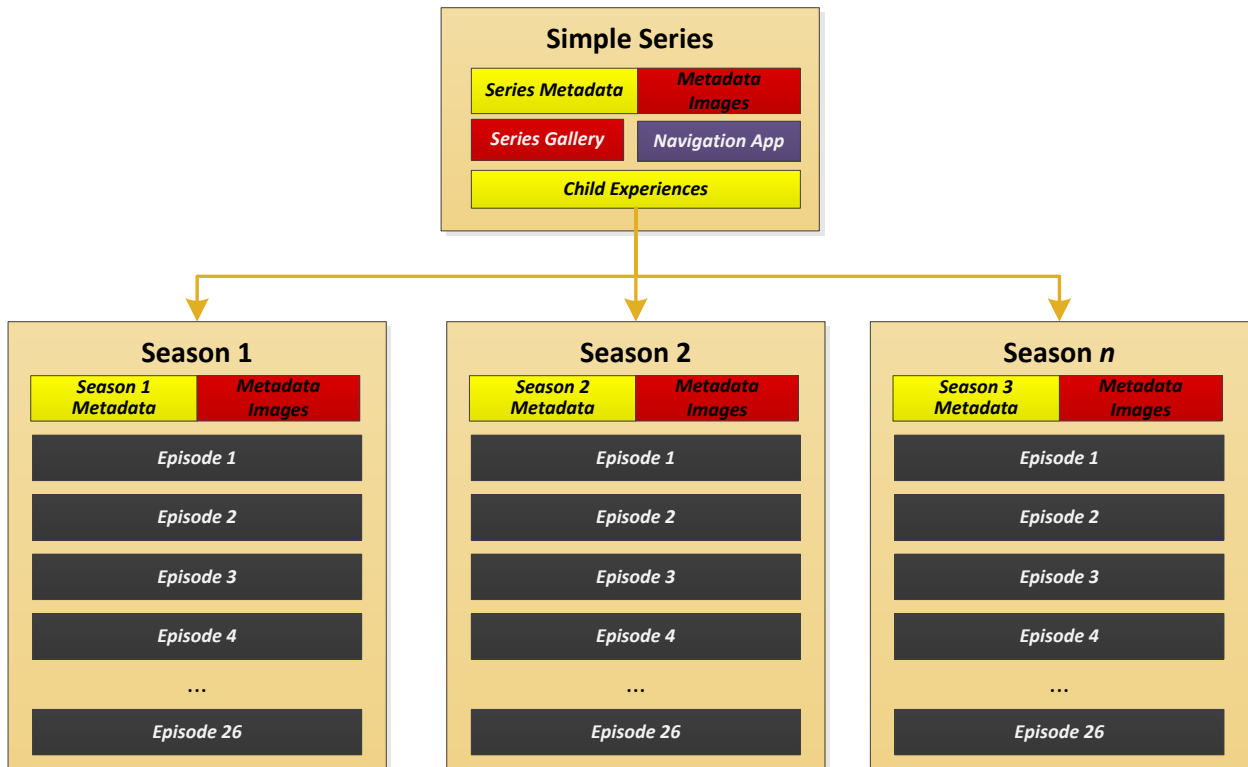 Simple Series
Series Metadata
Metadata
Images
Series Gallery
Navigation App
Child Experiences
Season 1
Season 1
Metadata
Metadata
Images
Episode 1
Episode 2
Episode 3
Episode 4
...
Episode 26
Season 2
Season 2
Metadata
Metadata
Images
Episode 1
Episode 2
Episode 3
Episode 4
...
Episode 26
Season n
Season 3
Metadata
Metadata
Images
Episode 1
Episode 2
Episode 3
Episode 4
...
Episode 26